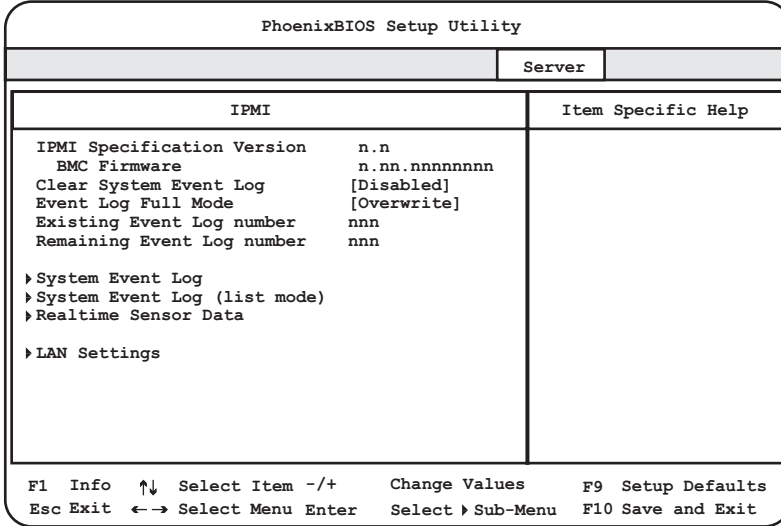 PhoenixBIOS Setup Utility
Server
IPMI
Item Specific Help
IPMI Specification Version n.n
BMC Firmware n.nn.nnnnnnnn
Clear System Event Log [Disabled]
Event Log Full Mode [Overwrite]
Existing Event Log number nnn
Remaining Event Log number nnn
System Event Log
System Event Log (list mode)
Realtime Sensor Data
LAN Settings
F1 Info ↑↓ Select Item -/+ Change Values F9 Setup Defaults
Esc Exit ←→ Select Menu Enter Select ▶ Sub-Menu F10 Save and Exit